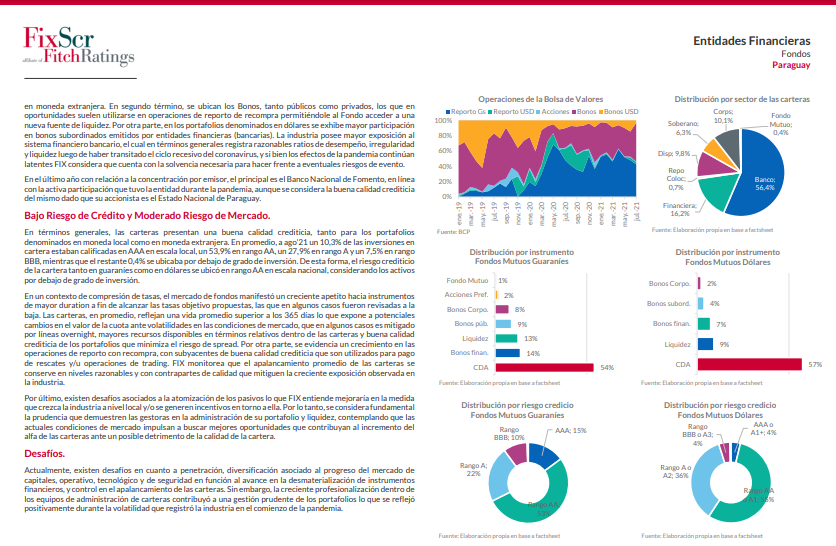 FixScr
affiliate of FitchRatings
Entidades Financieras
Fondos
Paraguay
en moneda extranjera. En segundo término, se ubican los Bonos, tanto públicos como privados, los que en
oportunidades suelen utilizarse en operaciones de reporto de recompra permitiéndole al Fondo acceder a una
nueva fuente de liquidez. Por otra parte, en los portafolios denominados en dólares se exhibe mayor participación
en bonos subordinados emitidos por entidades financieras (bancarias). La industria posee mayor exposición al
sistema financiero bancario, el cual en términos generales registra razonables ratios de desempeño, irregularidad
y liquidez luego de haber transitado el ciclo recesivo del coronavirus, y si bien los efectos de la pandemia continúan
latentes FIX considera que cuenta con la solvencia necesaria para hacer frente a eventuales riesgos de evento.
En el último año con relación a la concentración por emisor, el principal es el Banco Nacional de Fomento, en línea
con la activa participación que tuvo la entidad durante la pandemia, aunque se considera la buena calidad crediticia
del mismo dado que su accionista es el Estado Nacional de Paraguay.
Bajo Riesgo de Crédito y Moderado Riesgo de Mercado.
En términos generales, las carteras presentan una buena calidad crediticia, tanto para los portafolios
denominados en moneda local como en moneda extranjera. En promedio, a ago'21 un 10,3% de las inversiones en
cartera estaban calificadas en AAA en escala local, un 53,9% en rango AA, un 27,9% en rango A y un 7,5% en rango
BBB, mientras que el restante 0,4% se ubicaba por debajo de grado de inversión. De esta forma, el riesgo crediticio
de la cartera tanto en guaraníes como en dólares se ubicó en rango AA en escala nacional, considerando los activos
por debajo de grado de inversión.
En un contexto de compresión de tasas, el mercado de fondos manifestó un creciente apetito hacia instrumentos
de mayor duration a fin de alcanzar las tasas objetivo propuestas, las que en algunos casos fueron revisadas a la
baja. Las carteras, en promedio, reflejan una vida promedio superior a los 365 días lo que expone a potenciales
cambios en el valor de la cuota ante volatilidades en las condiciones de mercado, que en algunos casos es mitigado
por líneas overnight, mayores recursos disponibles en términos relativos dentro de las carteras y buena calidad
crediticia de los portafolios que minimiza el riesgo de spread. Por otra parte, se evidencia un crecimiento en las
operaciones de reporto con recompra, con subyacentes de buena calidad crediticia que son utilizados para pago
de rescates y/u operaciones de trading. FIX monitorea que el apalancamiento promedio de las carteras se
conserve en niveles razonables y con contrapartes de calidad que mitiguen la creciente exposición observada en
la industria.
Por último, existen desafíos asociados a la atomización de los pasivos lo que FIX entiende mejoraría en la medida
que crezca la industria a nivel local y/o se generen incentivos en torno a ella. Por lo tanto, se considera fundamental
la prudencia que demuestren las gestoras en la administración de su portafolio y liquidez, contemplando que las
actuales condiciones de mercado impulsan a buscar mejores oportunidades que contribuyan al incremento del
alfa de las carteras ante un posible detrimento de la calidad de la cartera.
Desafíos.
Actualmente, existen desafíos en cuanto a penetración, diversificación asociado al progreso del mercado de
capitales, operativo, tecnológico y de seguridad en función al avance en la desmaterialización de instrumentos
financieros, y control en el apalancamiento de las carteras. Sin embargo, la creciente profesionalización dentro de
los equipos de administración de carteras contribuyó a una gestión prudente de los portafolios lo que se reflejó
positivamente durante la volatilidad que registró la industria en el comienzo de la pandemia.
Operaciones de la Bolsa de Valores
Reporto Gs Reporto USD Acciones Bonos Bonos USD
100%
80%
60%
40%
20%
0%
ene.-19 mar.-19 may.-19 jul.-19 sep.-19 nov.-19 ene.-20 mar.-20 may.-20 jul.-20 sep.-20 nov.-20 ene.-21 mar.-21 may.-21 jul.-21
Fuente: BCP
Distribución por sector de las carteras
Corps;
10,1%
Fondo
Mutuo;
0,4%
Soberano;
6,3%
Disp; 9,8%
Repo
Coloc;
0,7%
Financiera;
16,2%
Banco;
56,4%
Fuente: Elaboración propia en base a factsheet
Distribución por instrumento
Fondos Mutuos Guaraníes
Fondo Mutuo 1%
Acciones Pref. 2%
Bonos Corpo. 8%
Bonos púb. 9%
Liquidez 13%
Bonos finan. 14%
CDA 54%
Fuente: Elaboración propia en base a factsheet
Distribución por instrumento
Fondos Mutuos Dólares
Bonos Corpo. 2%
Bonos subord. 4%
Bonos finan. 7%
Liquidez 9%
CDA 57%
Fuente: Elaboración propia en base a factsheet
Distribución por riesgo credicio
Fondos Mutuos Guaraníes
Rango
BBB; 10%
AAA; 15%
Rango A;
22%
Rango AA;
Fuente: Elaboración propia en base a factsheet
Distribución por riesgo credicio
Fondos Mutuos Dólares
Rango
BBB o A3;
4%
AAA o
A1+; 4%
Rango A o
A2; 36%
Rango AA
Fuente: Elaboración propia en base a factsheet